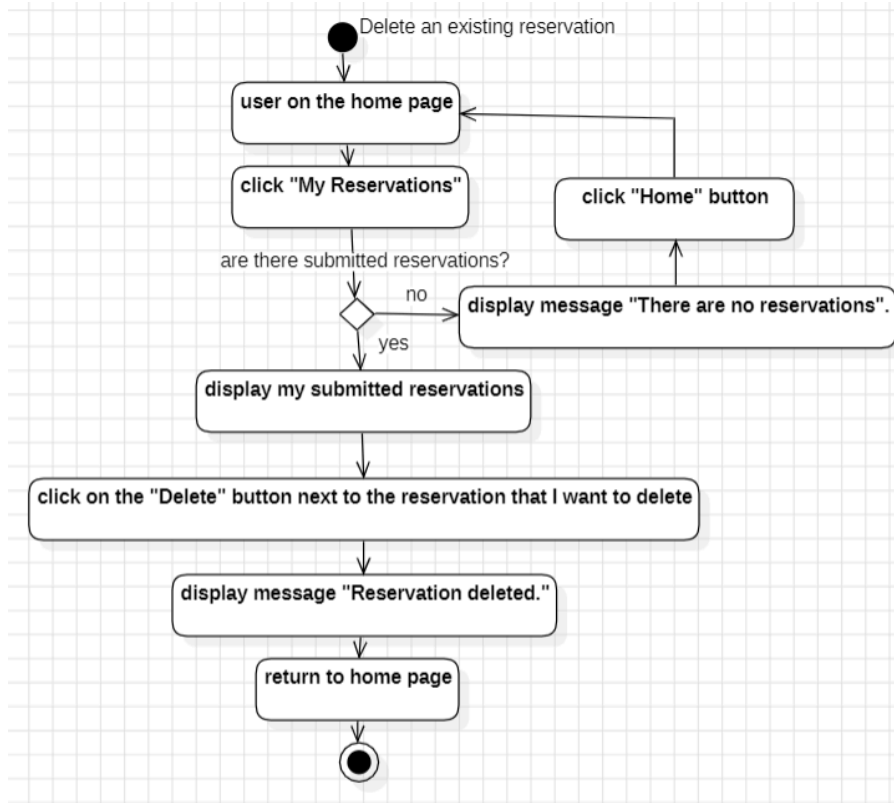 Delete an existing reservation
user on the home page
click "My Reservations"
click "Home" button
are there submitted reservations?
no
display message "There are no reservations".
yes
display my submitted reservations
click on the "Delete" button next to the reservation that I want to delete
display message "Reservation deleted."
return to home page